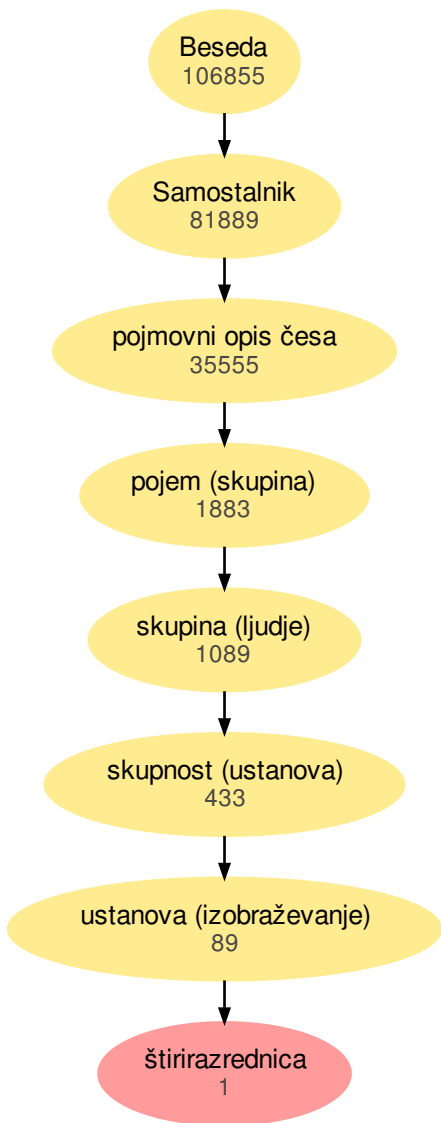 Beseda
106855
Samostalnik
81889
pojmovni opis česa
35555
pojem (skupina)
1883
skupina (ljudje)
1089
skupnost (ustanova)
433
ustanova (izobraževanje)
89
štirirazrednica
1